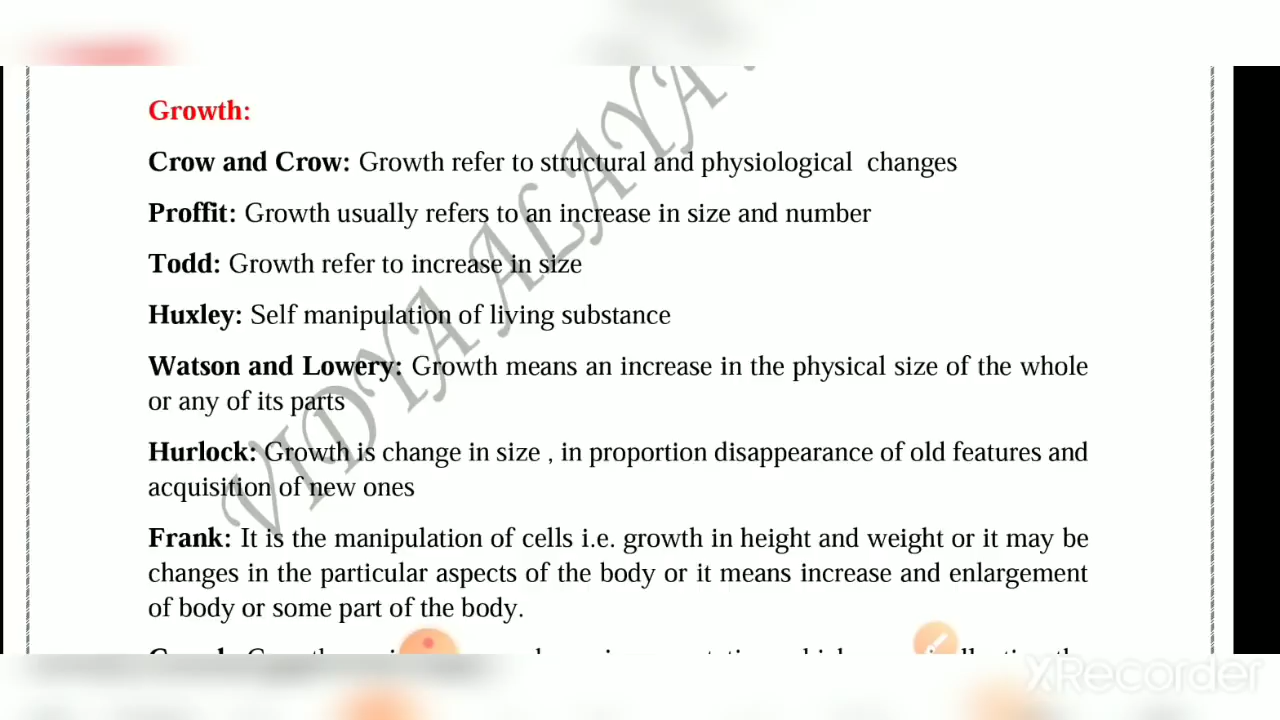 Growth:
Crow and Crow: Growth refer to structural and physiological changes
Proffit: Growth usually refers to an increase in size and number
Todd: Growth refer to increase in size
Huxley: Self manipulation of living substance
Watson and Lowery: Growth means an increase in the physical size of the whole
or any of its parts
Hurlock: Growth is change in size , in proportion disappearance of old features and
acquisition of new ones
Frank: It is the manipulation of cells i.e. growth in height and weight or it may be
changes in the particular aspects of the body or it means increase and enlargement
of body or some part of the body.
VIDYA ALAYA
XRecorder